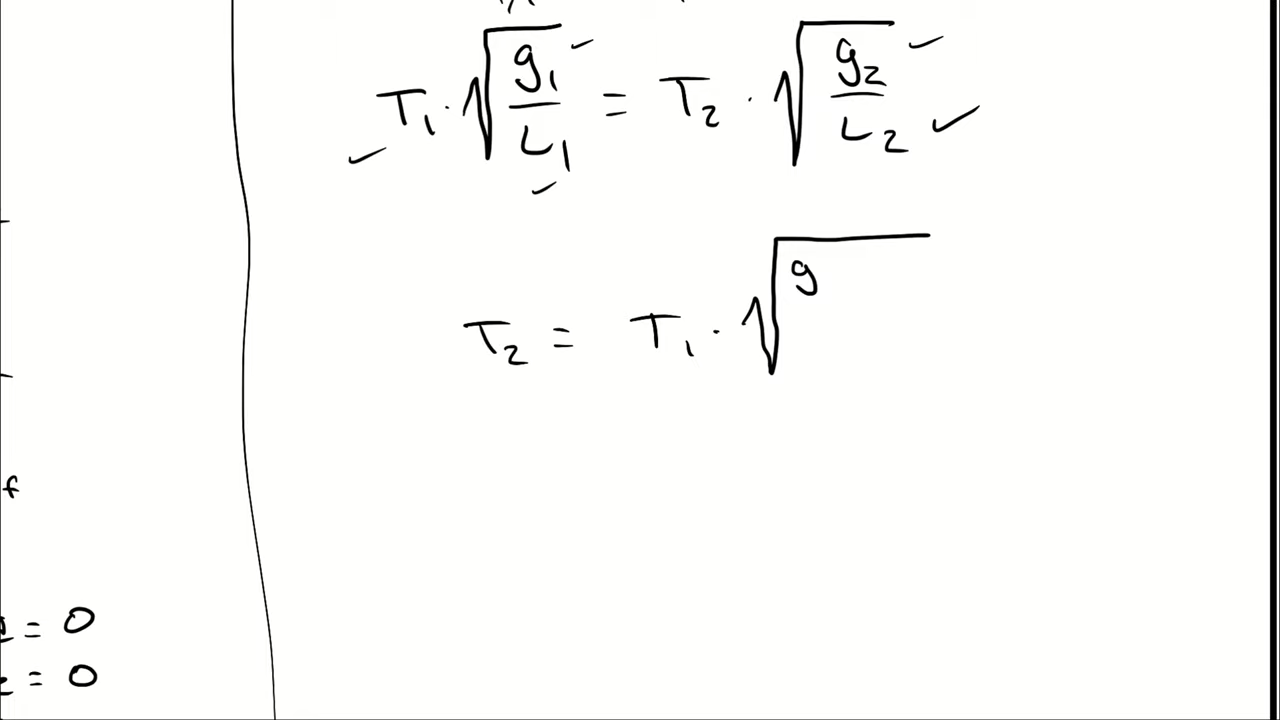 T₁ · √(g₁/L₁) = T₂ · √(g₂/L₂)
T₂ = T₁ · √g
f
= 0
= 0